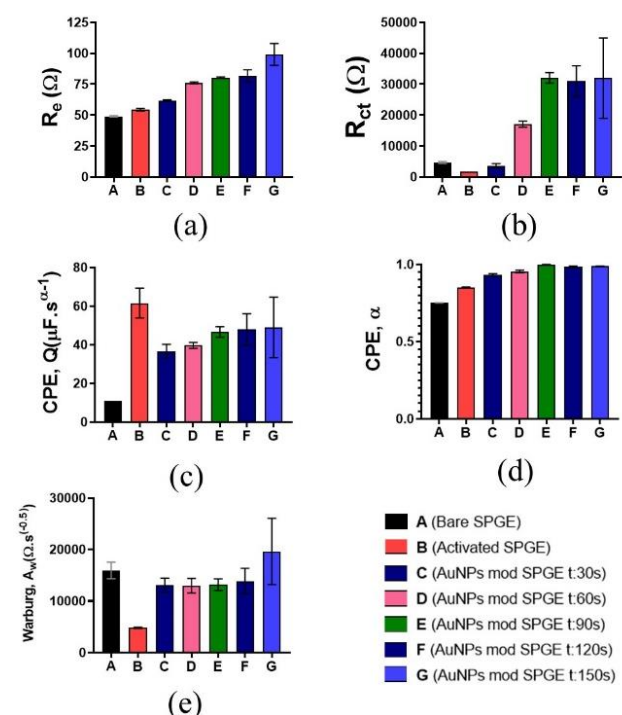 125
100
75
50
25
0
Re (Ω)
A B C D E F G
(a)
50000
40000
30000
20000
10000
0
Rct (Ω)
A B C D E F G
(b)
80
60
40
20
0
CPE, Q(μF.s^α-1)
A B C D E F G
(c)
1.0
0.5
0.0
CPE, α
A B C D E F G
(d)
30000
20000
10000
0
Warburg, Aw(Ω.s^(-0.5))
A B C D E F G
(e)
A (Bare SPGE)
B (Activated SPGE)
C (AuNPs mod SPGE t:30s)
D (AuNPs mod SPGE t:60s)
E (AuNPs mod SPGE t:90s)
F (AuNPs mod SPGE t:120s)
G (AuNPs mod SPGE t:150s)